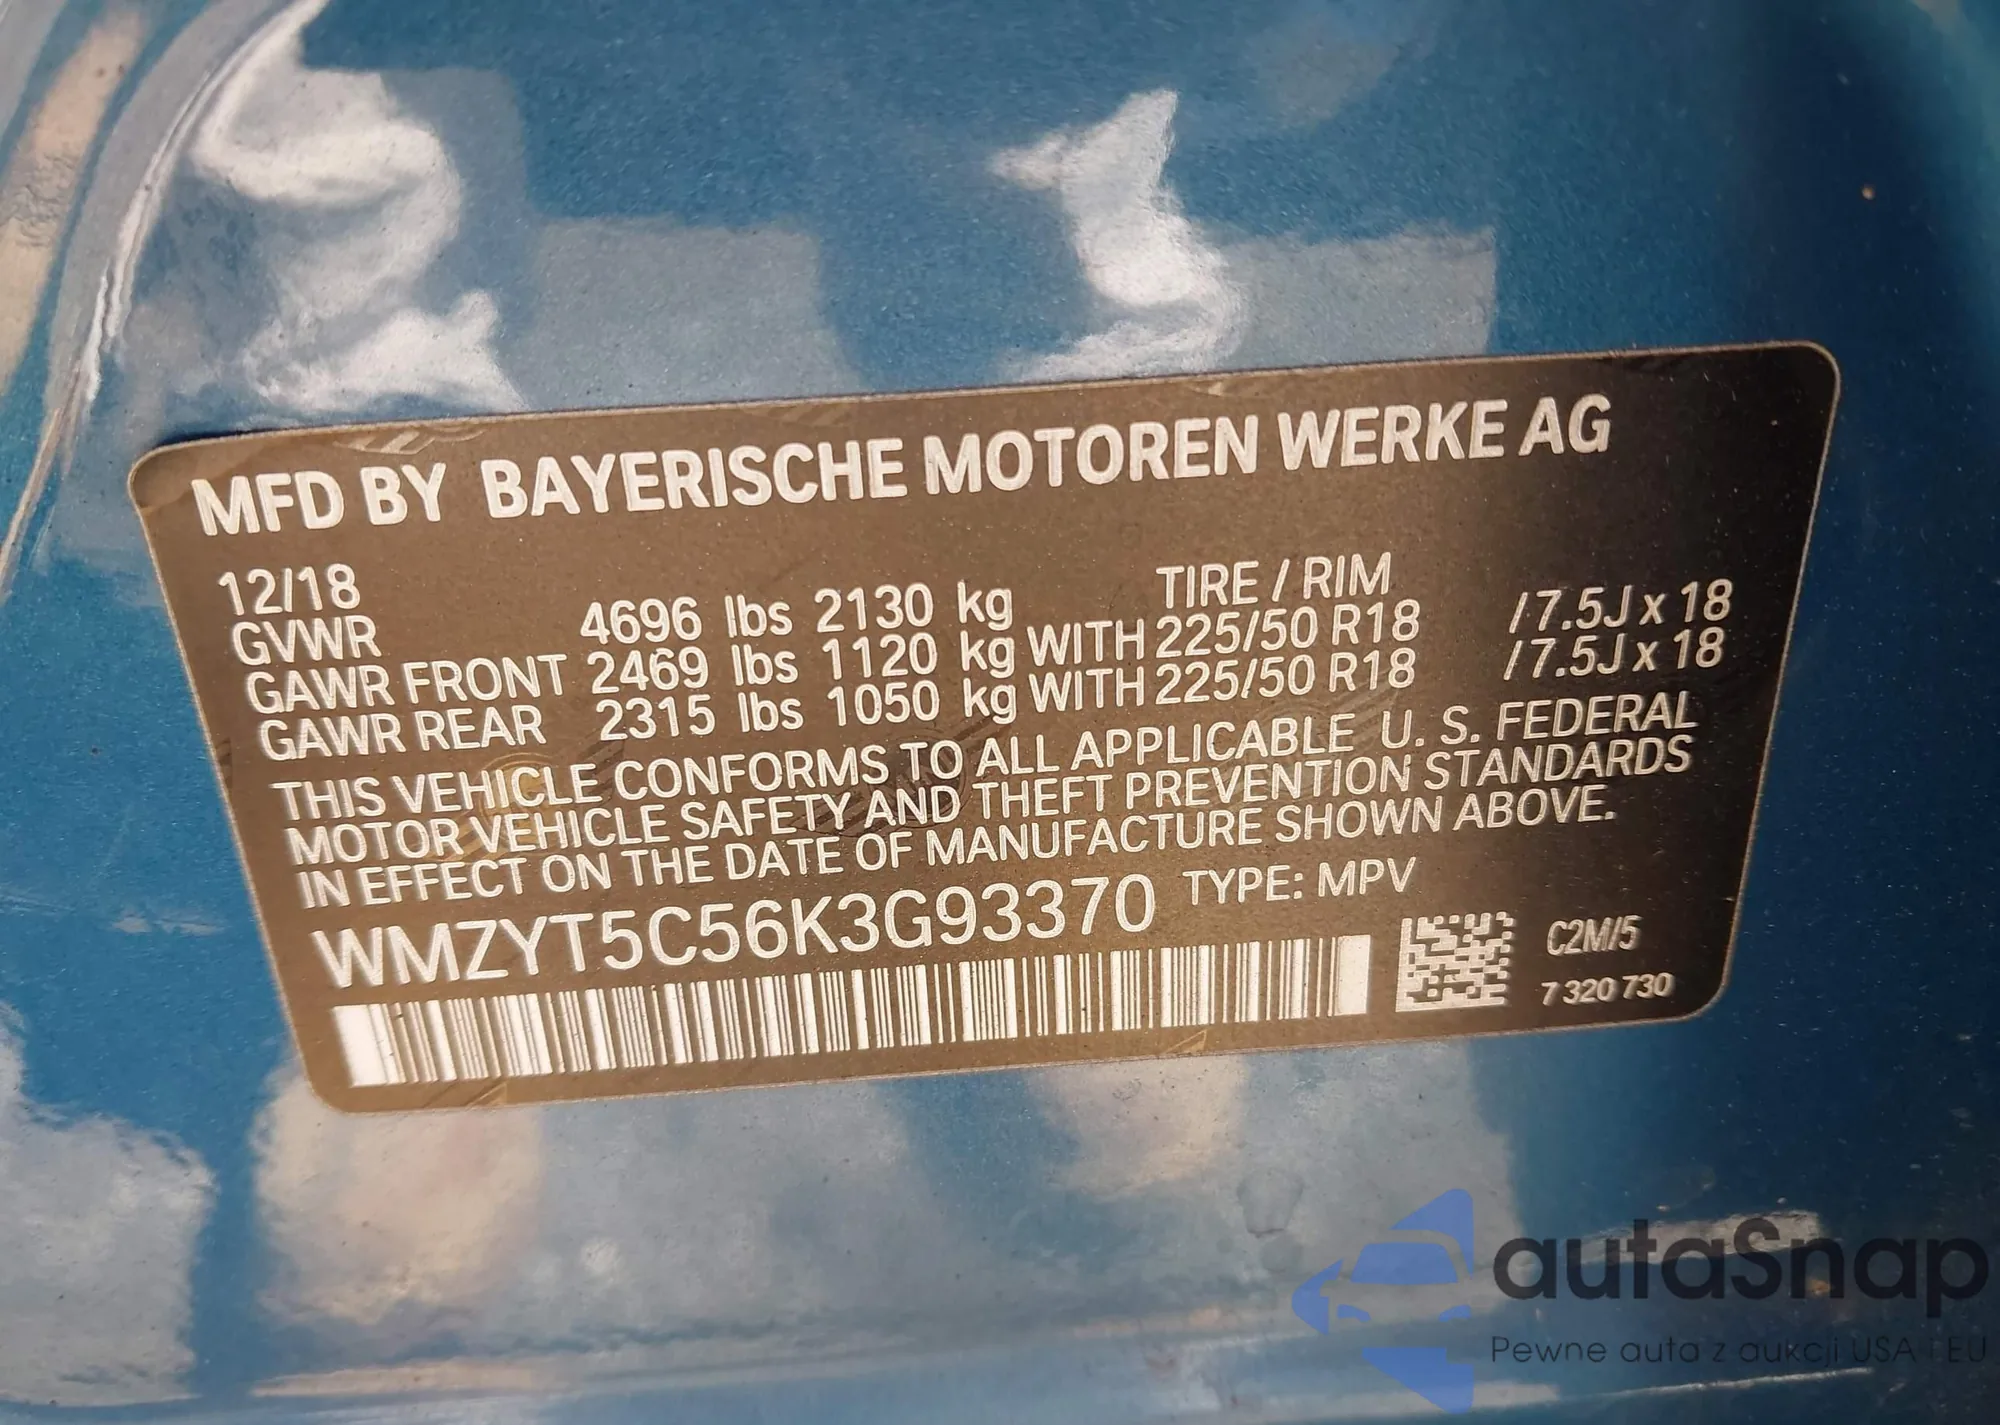 MFD BY BAYERISCHE MOTOREN WERKE AG
12/18 TIRE / RIM
GVWR 4696 lbs 2130 kg
GAWR FRONT 2469 lbs 1120 kg WITH 225/50 R18 /7.5J x 18
GAWR REAR 2315 lbs 1050 kg WITH 225/50 R18 /7.5J x 18
THIS VEHICLE CONFORMS TO ALL APPLICABLE U. S. FEDERAL
MOTOR VEHICLE SAFETY AND THEFT PREVENTION STANDARDS
IN EFFECT ON THE DATE OF MANUFACTURE SHOWN ABOVE.
WMZYT5C56K3G93370 TYPE: MPV
C2M/5
7 320 730
autaSnap
Pewne auta z aukcji USA i EU